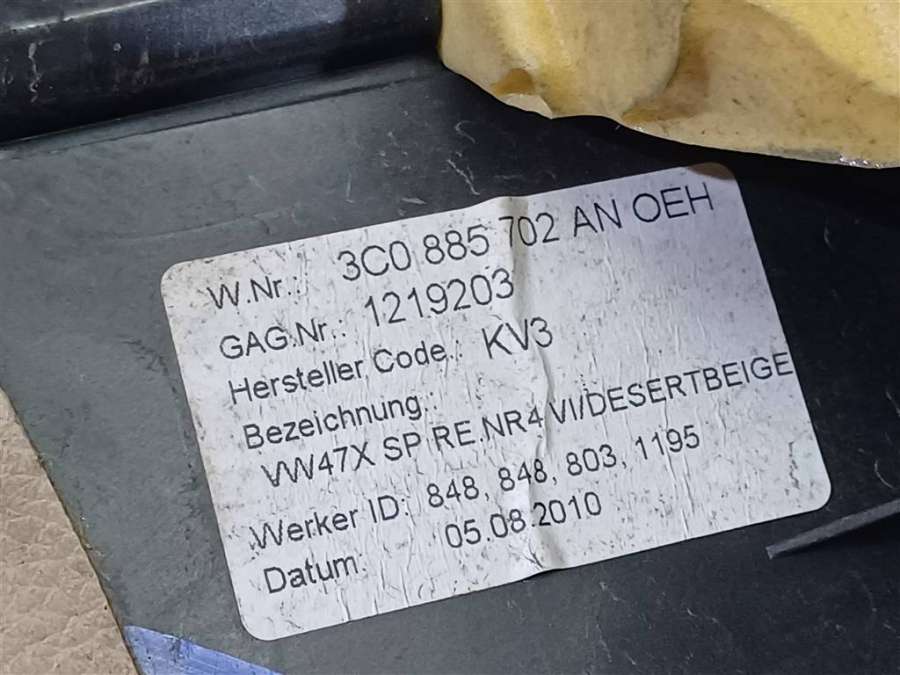 W.Nr.: 3C0 885 702 AN OEH
GAG.Nr.: 1219203
Hersteller Code.: KV3
Bezeichnung.:
VW47X SP RE.NR4 VI/DESERTBEIGE
Werker ID: 848, 848, 803, 1195
Datum: 05.08.2010